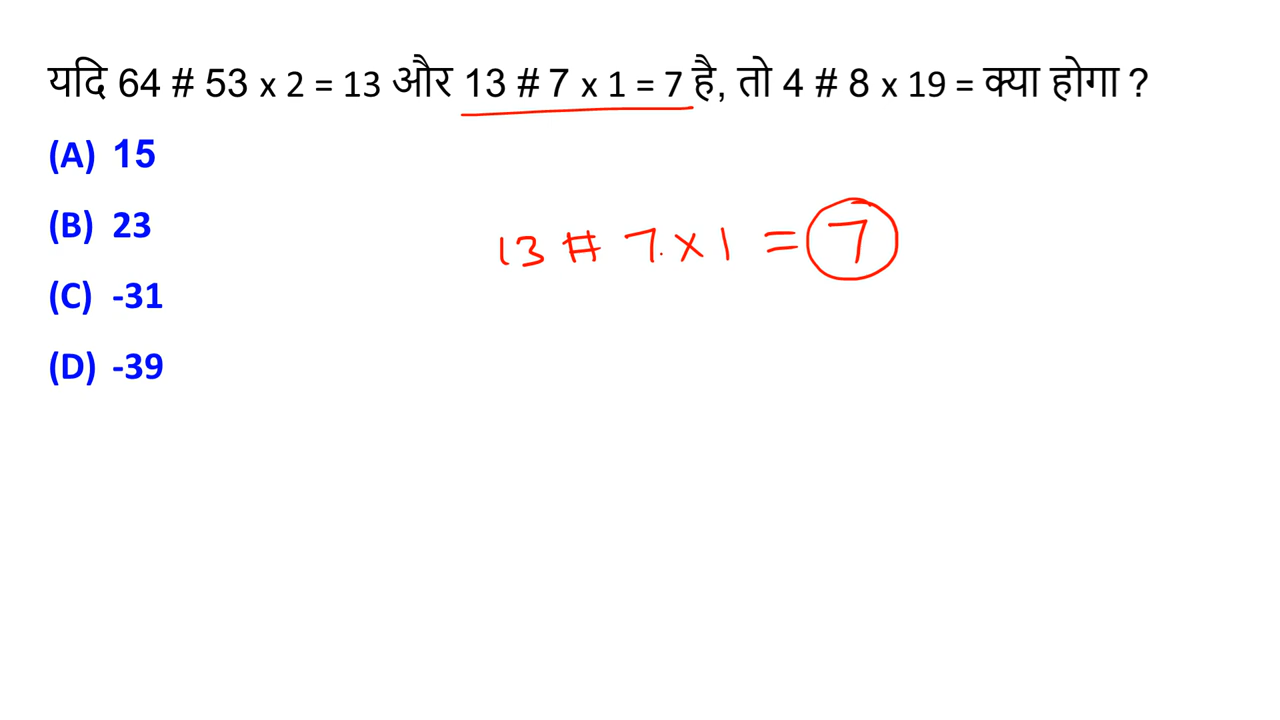 यदि 64 # 53 x 2 = 13 और 13 # 7 x 1 = 7 है, तो 4 # 8 x 19 = क्या होगा ?
(A) 15
(B) 23
13 # 7 x 1 = 7
(C) -31
(D) -39